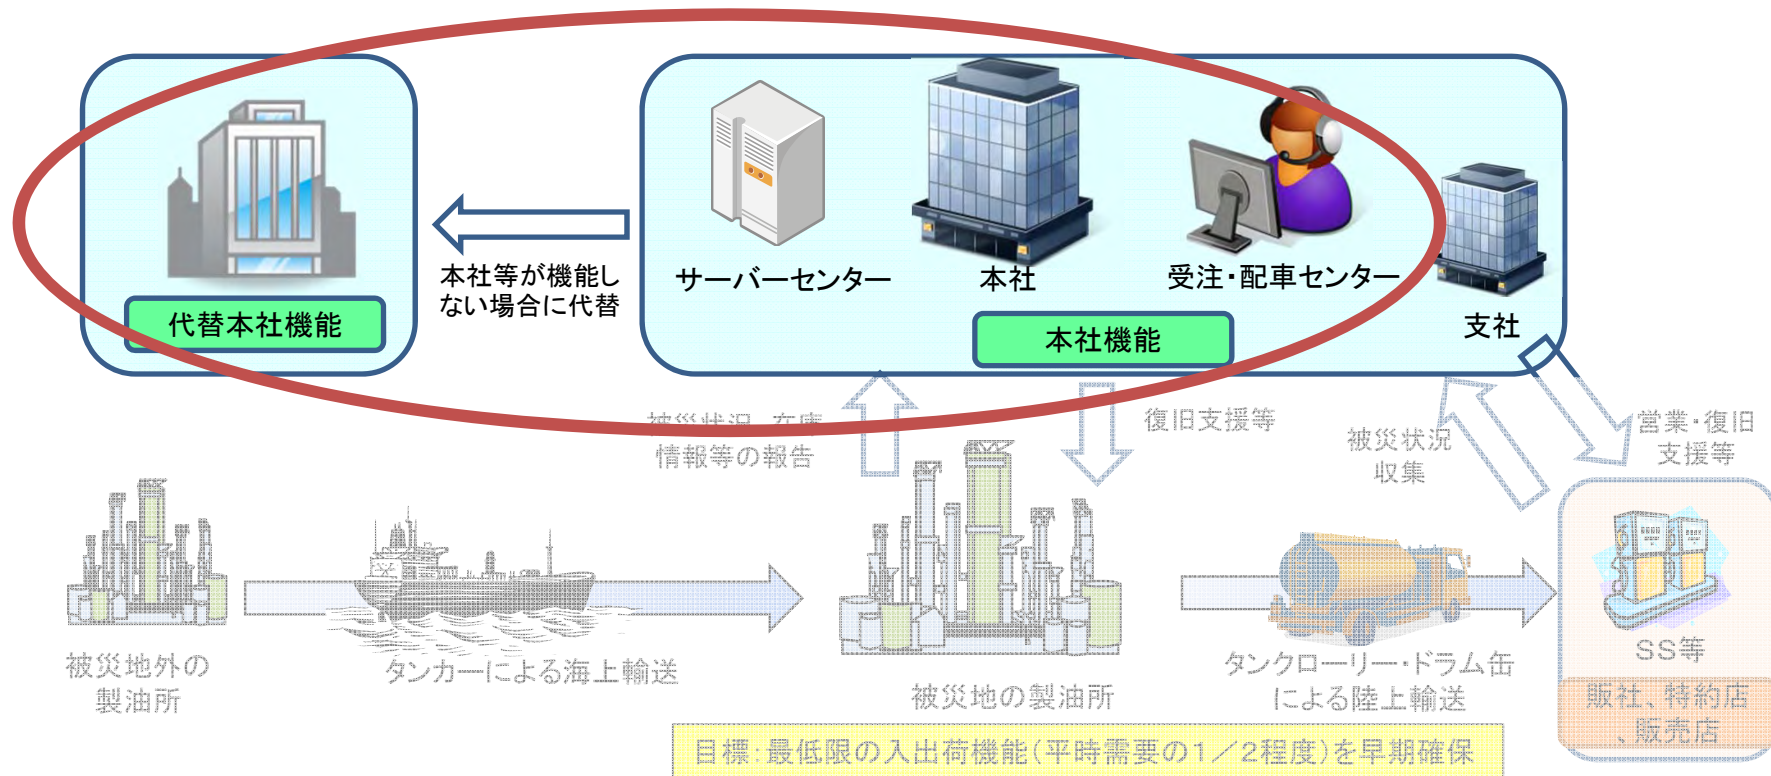 サーバーセンター
本社
受注・配車センター
支社
本社等が機能し
ない場合に代替
代替本社機能
本社機能
被災状況、在庫
情報等の報告
復旧支援等
被災状況
収集
営業・復旧
支援等
被災地外の
製油所
タンカーによる海上輸送
被災地の製油所
タンクローリー・ドラム缶
による陸上輸送
SS等
販社、特約店
、販売店
目標:最低限の入出荷機能(平時需要の1/2程度)を早期確保